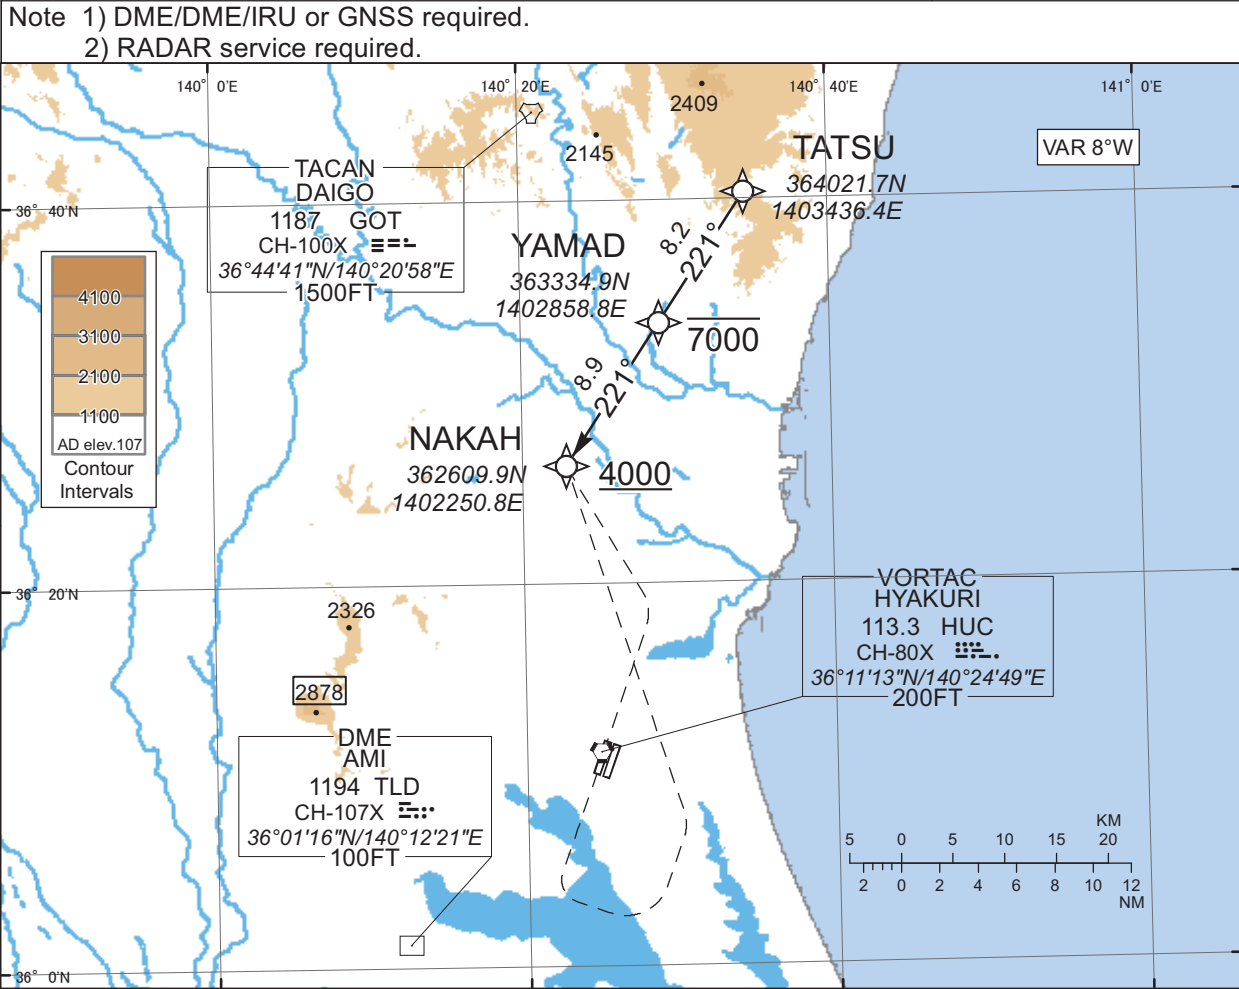 Note 1) DME/DME/IRU or GNSS required.
2) RADAR service required.
140° 0'E
140° 20'E
140° 40'E
141° 0'E
2409
2145
VAR 8°W
TATSU
364021.7N
1403436.4E
TACAN
DAIGO
1187 GOT
CH-100X
36°44'41"N/140°20'58"E
1500FT
36° 40'N
8.2
221°
YAMAD
363334.9N
1402858.8E
7000
4100
3100
2100
1100
AD elev.107
Contour
Intervals
8.9
221°
NAKAH
362609.9N
1402250.8E
4000
36° 20'N
2326
2878
VORTAC
HYAKURI
113.3 HUC
CH-80X
36°11'13"N/140°24'49"E
200FT
DME
AMI
1194 TLD
CH-107X
36°01'16"N/140°12'21"E
100FT
KM
5 0 5 10 15 20
2 0 2 4 6 8 10 12
NM
36° 0'N